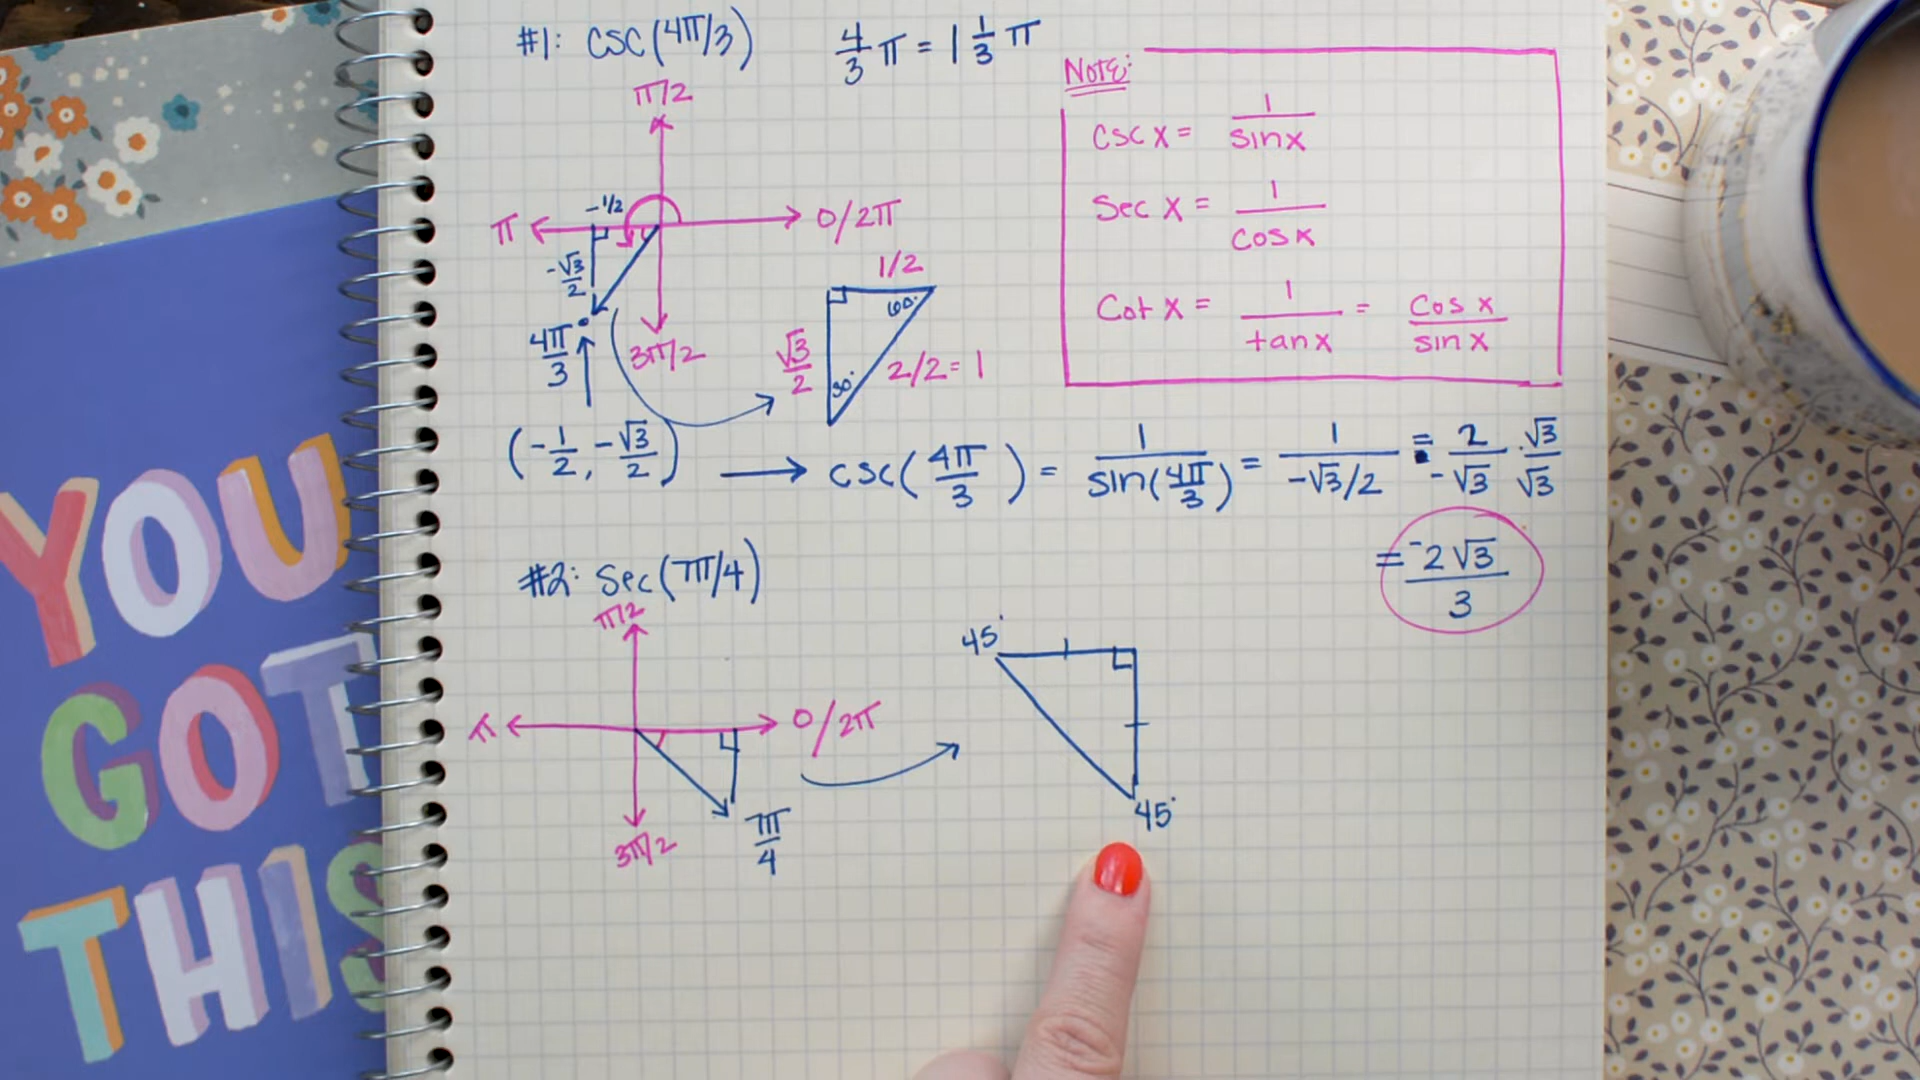 #1: CSC(4π/3)
4/3 π = 1 1/3 π
π/2
π
-1/2
0/2π
-√3/2
4π/3
3π/2
1/2
60°
√3/2
30°
2/2 = 1
(-1/2, -√3/2)
→ csc(4π/3) = 1/sin(4π/3) = 1/-√3/2 = 2/-√3 · √3/√3
= -2√3/3
Note:
CSC x = 1/sinx
Sec x = 1/cosx
Cot x = 1/tanx = Cos x/sin x
#2: Sec(7π/4)
π/2
π
0/2π
3π/2
7π/4
45°
45°
YOU
GOT
THIS